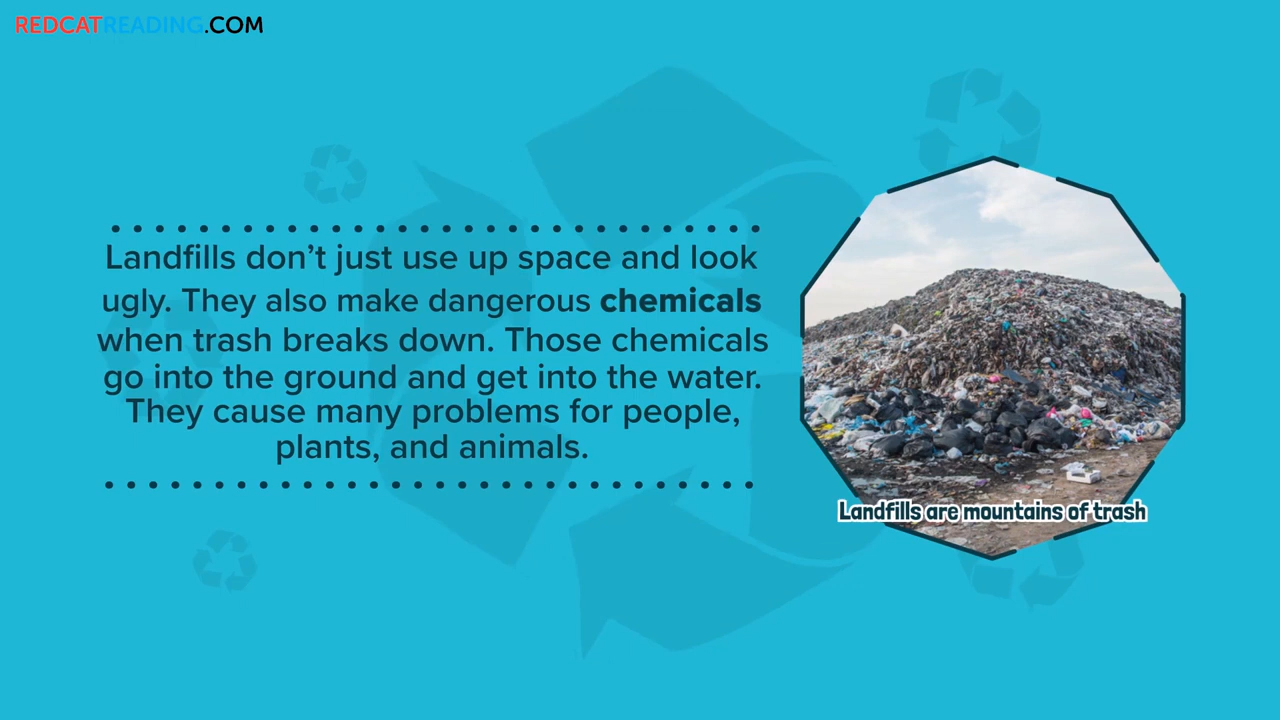 REDCATREADING.COM
Landfills don’t just use up space and look
ugly. They also make dangerous chemicals
when trash breaks down. Those chemicals
go into the ground and get into the water.
They cause many problems for people,
plants, and animals.
Landfills are mountains of trash